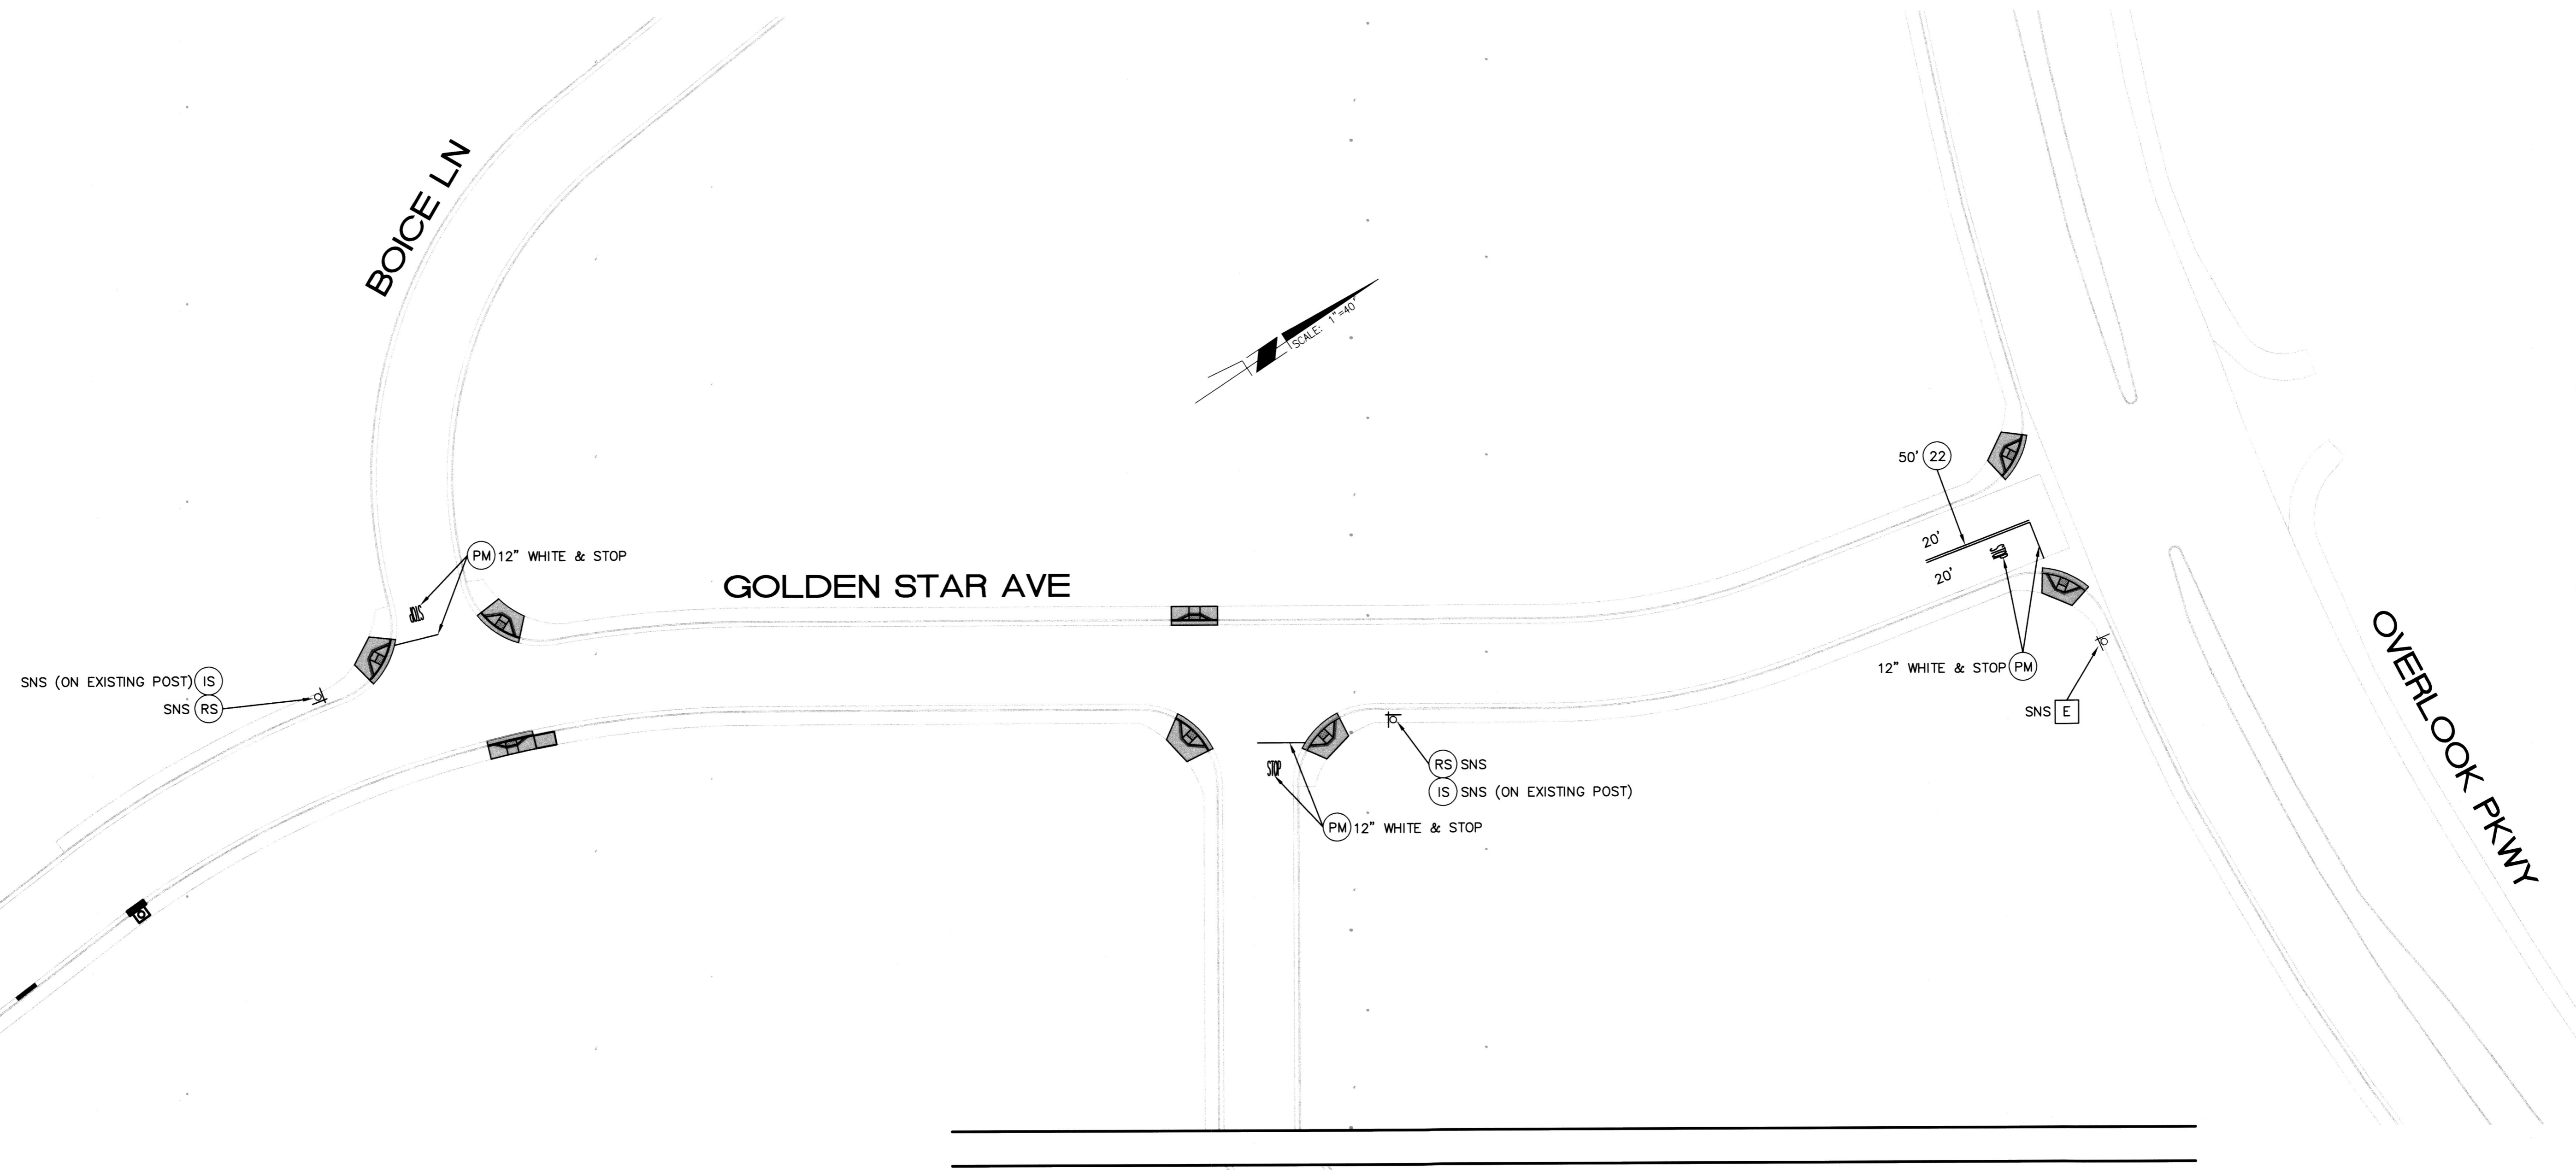 BOICE LN
SCALE: 1"=40'
50' 22
20'
20'
STOP
PM 12" WHITE & STOP
GOLDEN STAR AVE
STOP
SNS (ON EXISTING POST) IS
SNS RS
12" WHITE & STOP PM
SNS E
OVERLOOK PKWY
RS SNS
IS SNS (ON EXISTING POST)
STOP
PM 12" WHITE & STOP